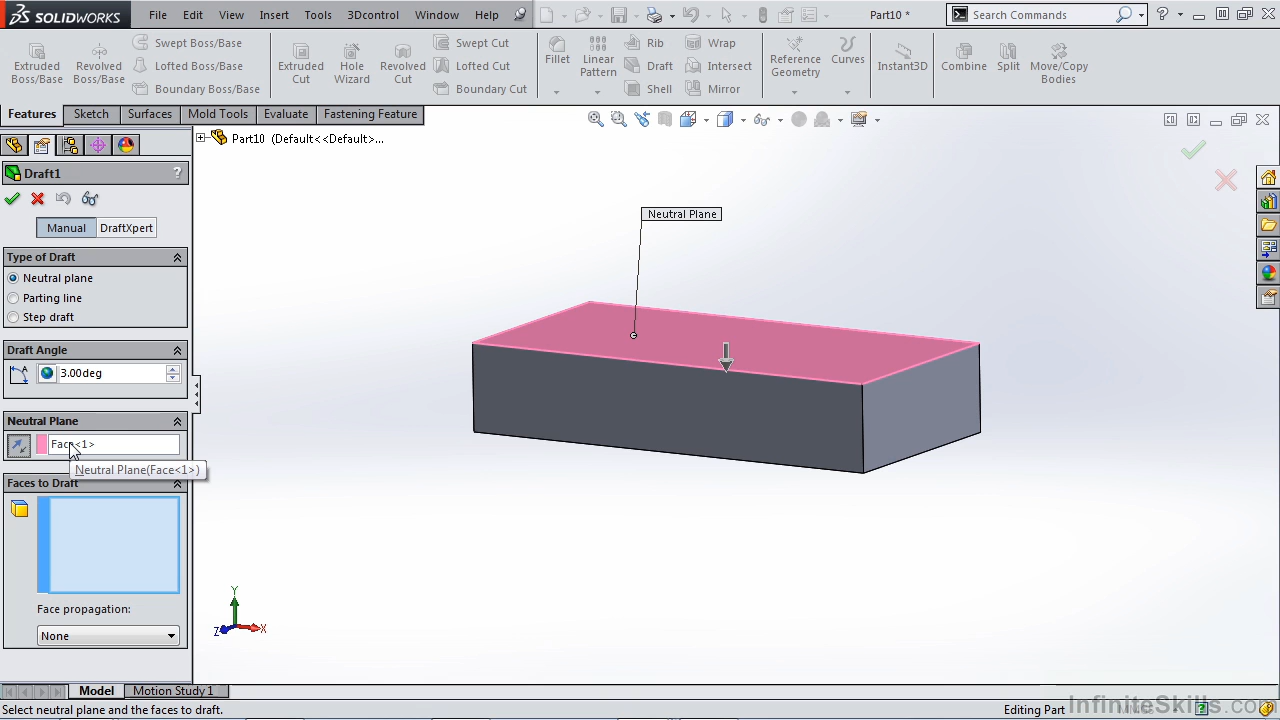 SOLIDWORKS File Edit View Insert Tools 3Dcontrol Window Help Part10 * Search Commands
Extruded Boss/Base
Revolved Boss/Base
Swept Boss/Base
Lofted Boss/Base
Boundary Boss/Base
Extruded Cut
Hole Wizard
Revolved Cut
Swept Cut
Lofted Cut
Boundary Cut
Fillet
Linear Pattern
Rib
Draft
Shell
Wrap
Intersect
Mirror
Reference Geometry
Curves
Instant3D
Combine
Split
Move/Copy Bodies
Features Sketch Surfaces Mold Tools Evaluate Fastening Feature
Part10 (Default<<Default>...
Draft1 ?
Manual DraftXpert
Type of Draft
Neutral plane
Parting line
Step draft
Draft Angle
3.00deg
Neutral Plane
Face<1>
Neutral Plane(Face<1>)
Faces to Draft
Face propagation:
None
Neutral Plane
Y
Z X
Model Motion Study 1
Select neutral plane and the faces to draft. Editing Part
InfiniteSkills.com